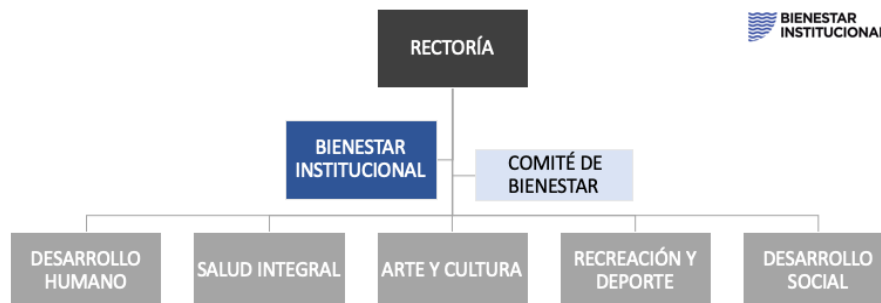 RECTORÍA
BIENESTAR
INSTITUCIONAL
BIENESTAR
INSTITUCIONAL
COMITÉ DE
BIENESTAR
DESARROLLO
HUMANO
SALUD INTEGRAL
ARTE Y CULTURA
RECREACIÓN Y
DEPORTE
DESARROLLO
SOCIAL